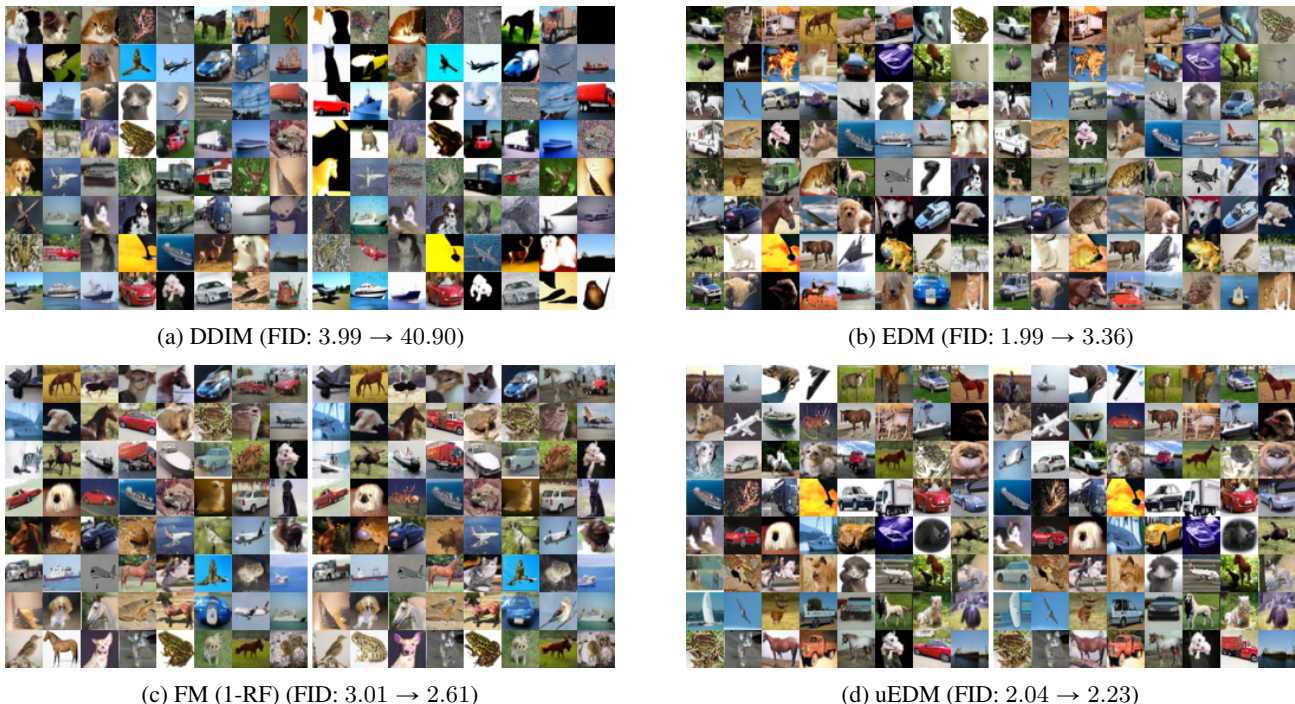 (a) DDIM (FID: 3.99 → 40.90)
(b) EDM (FID: 1.99 → 3.36)
(c) FM (1-RF) (FID: 3.01 → 2.61)
(d) uEDM (FID: 2.04 → 2.23)